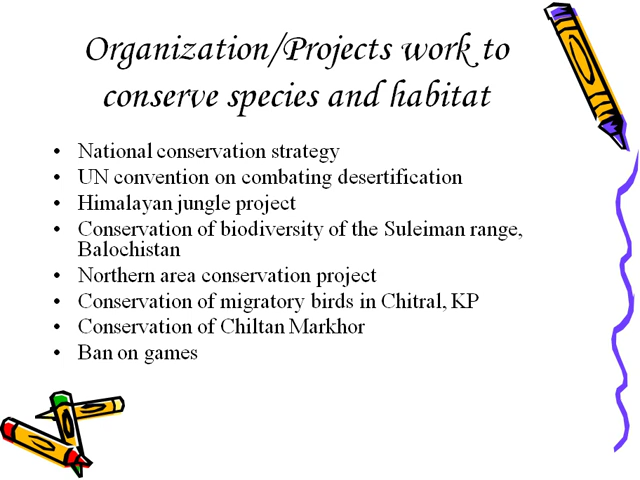 Organization/Projects work to
conserve species and habitat
• National conservation strategy
• UN convention on combating desertification
• Himalayan jungle project
• Conservation of biodiversity of the Suleiman range,
Balochistan
• Northern area conservation project
• Conservation of migratory birds in Chitral, KP
• Conservation of Chiltan Markhor
• Ban on games